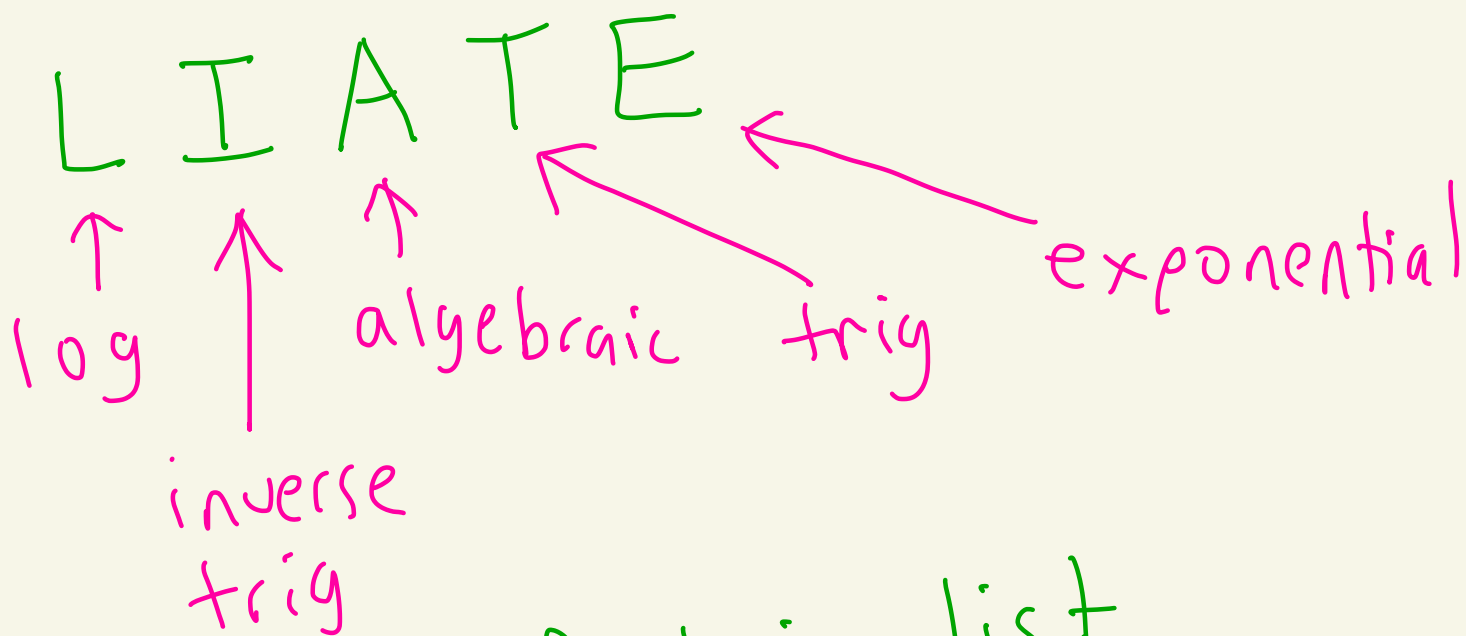 L I A T E
exponential
log
algebraic
trig
inverse
trig
list